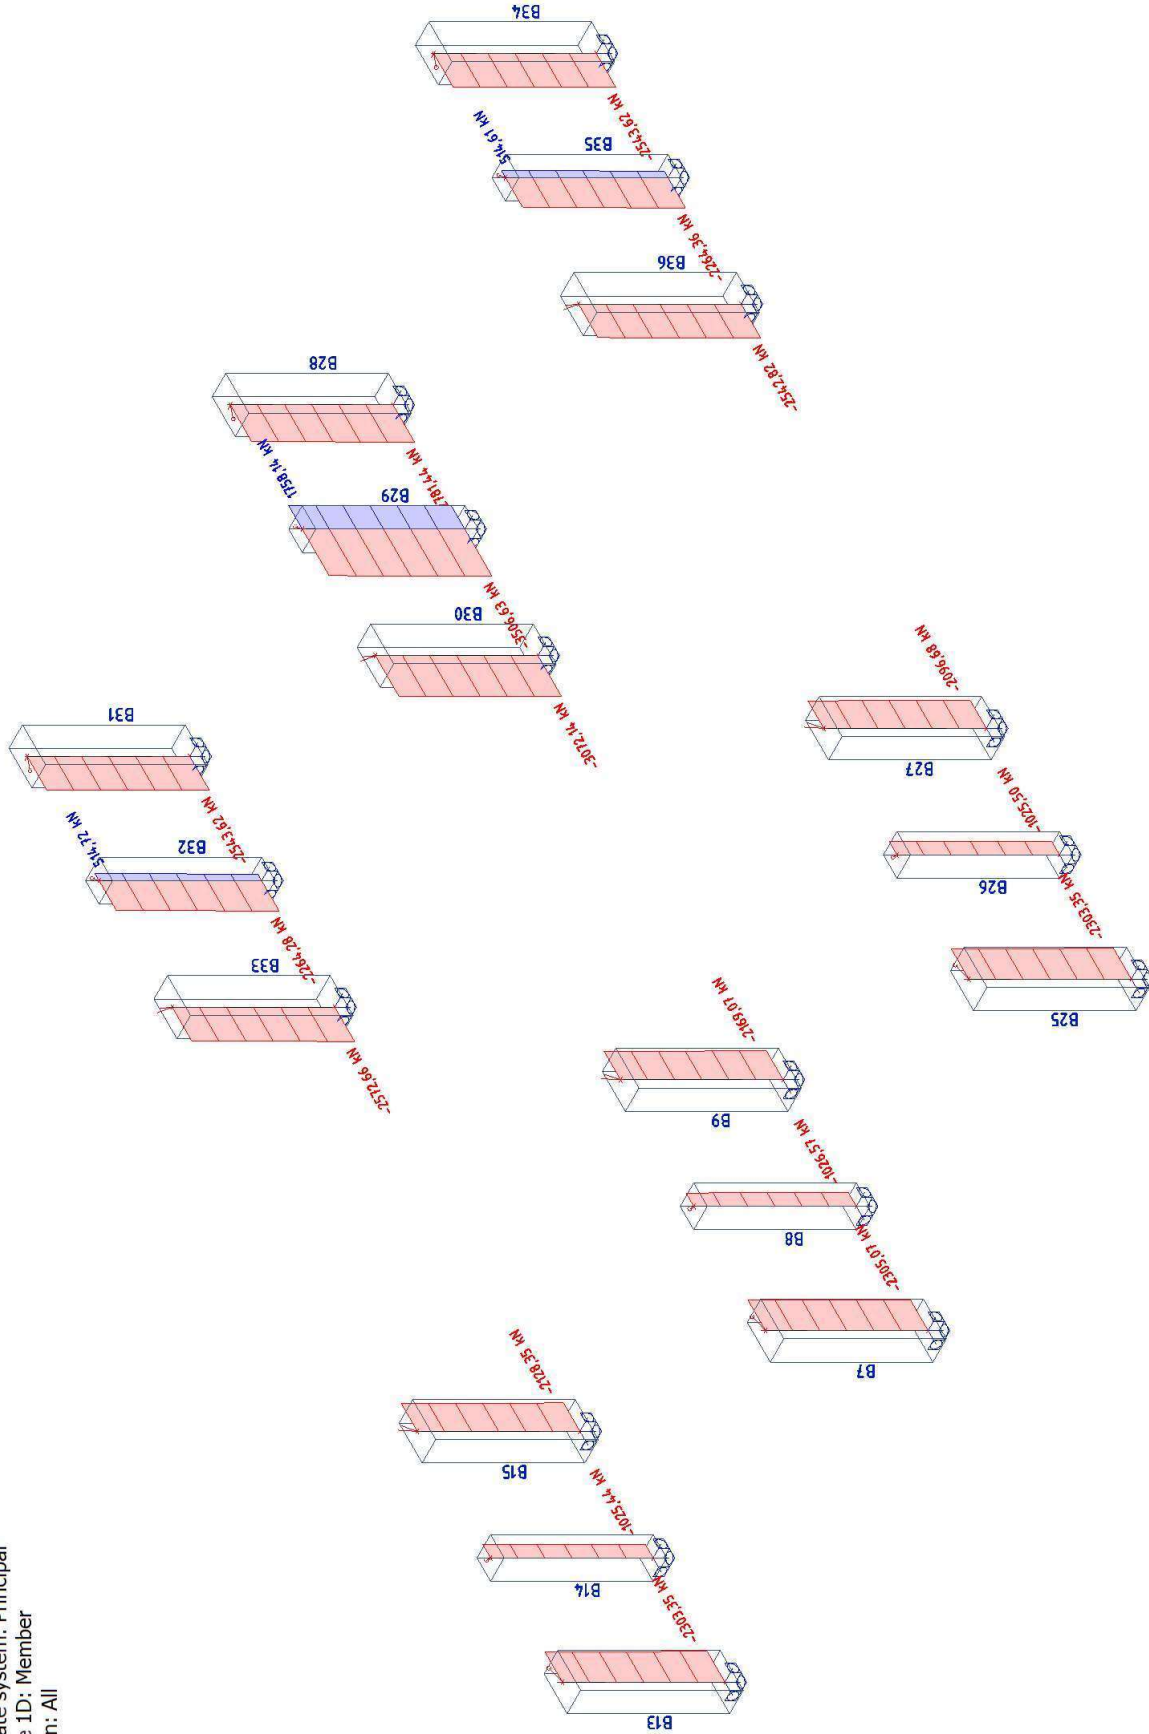 B34
-2543,62 kN
514,61 kN
B35
-2264,36 kN
B36
-2542,82 kN
B28
2781,44 kN
1758,14 kN
B29
-3506,63 kN
B30
-3072,14 kN
B31
-2543,62 kN
514,72 kN
B32
-2264,28 kN
B33
-2572,66 kN
-2096,68 kN
B27
-1025,50 kN
B26
-2303,35 kN
B25
-2169,07 kN
B9
-1026,57 kN
B8
-2305,07 kN
B7
-2128,35 kN
B15
-1025,44 kN
B14
-2303,35 kN
B13
ate system: Principal
e 1D: Member
n: All